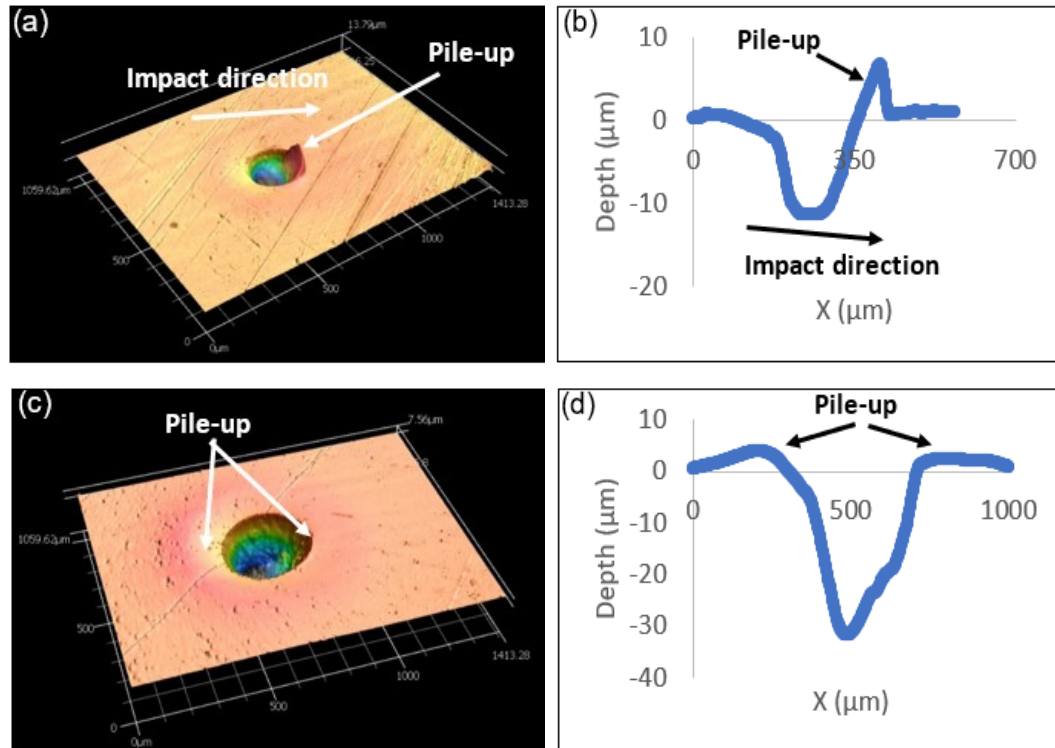 (a)
13.79μm
Pile-up
Impact direction
1059.62μm
500
0
0μm
500
1000
1413.28
(b)
10
0
-10
-20
Depth (μm)
Pile-up
0
350
700
Impact direction
X (μm)
(c)
7.56μm
Pile-up
1059.62μm
500
0
0μm
500
1000
1413.28
(d)
10
0
-10
-20
-30
-40
Depth (μm)
Pile-up
0
500
1000
X (μm)